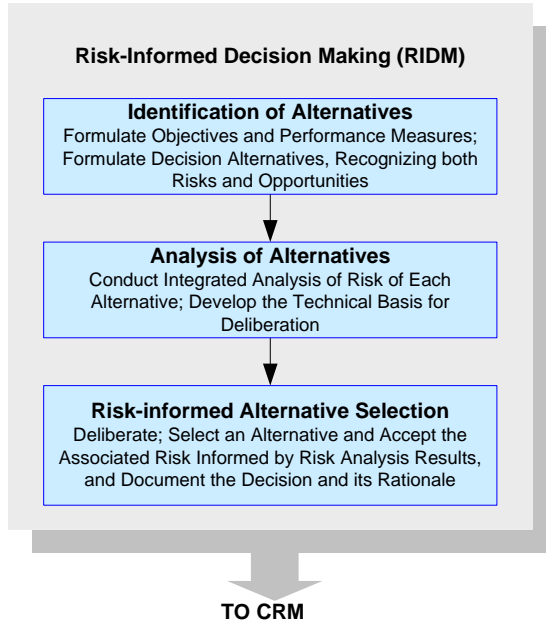 Risk-Informed Decision Making (RIDM)
Identification of Alternatives
Formulate Objectives and Performance Measures;
Formulate Decision Alternatives, Recognizing both
Risks and Opportunities
Analysis of Alternatives
Conduct Integrated Analysis of Risk of Each
Alternative; Develop the Technical Basis for
Deliberation
Risk-informed Alternative Selection
Deliberate; Select an Alternative and Accept the
Associated Risk Informed by Risk Analysis Results,
and Document the Decision and its Rationale
TO CRM